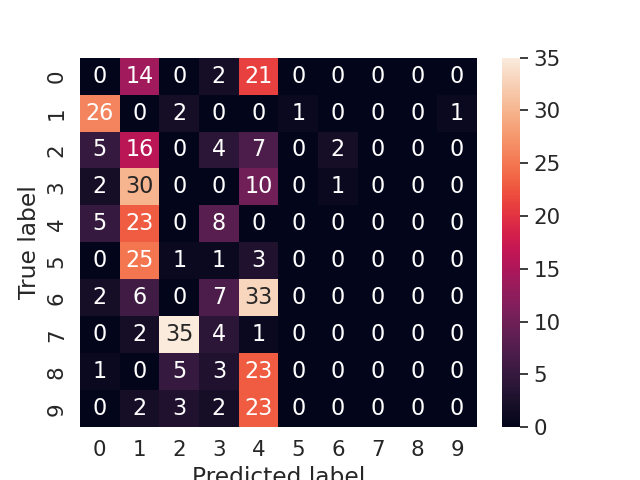 0 0 14 0 2 21 0 0 0 0 0
1 26 0 2 0 0 1 0 0 0 1
2 5 16 0 4 7 0 2 0 0 0
3 2 30 0 0 10 0 1 0 0 0
4 5 23 0 8 0 0 0 0 0 0
5 0 25 1 1 3 0 0 0 0 0
6 2 6 0 7 33 0 0 0 0 0
7 0 2 35 4 1 0 0 0 0 0
8 1 0 5 3 23 0 0 0 0 0
9 0 2 3 2 23 0 0 0 0 0
0 1 2 3 4 5 6 7 8 9
Predicted label
True label
35
30
25
20
15
10
5
0